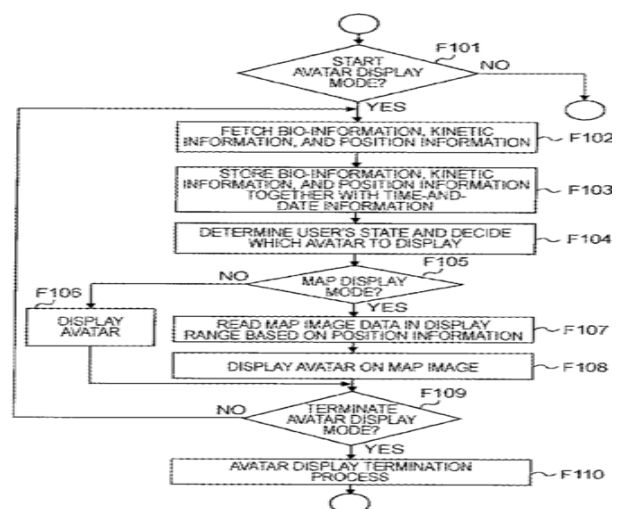 F101
START
AVATAR DISPLAY
MODE?
NO
YES
FETCH BIO-INFORMATION, KINETIC
INFORMATION, AND POSITION INFORMATION
F102
STORE BIO-INFORMATION, KINETIC
INFORMATION, AND POSITION INFORMATION
TOGETHER WITH TIME-AND-
DATE INFORMATION
F103
DETERMINE USER'S STATE AND DECIDE
WHICH AVATAR TO DISPLAY
F104
F105
NO
MAP DISPLAY
MODE?
F106
YES
DISPLAY
AVATAR
READ MAP IMAGE DATA IN DISPLAY
RANGE BASED ON POSITION INFORMATION
F107
DISPLAY AVATAR ON MAP IMAGE
F108
F109
NO
TERMINATE
AVATAR DISPLAY
MODE?
YES
AVATAR DISPLAY TERMINATION
PROCESS
F110